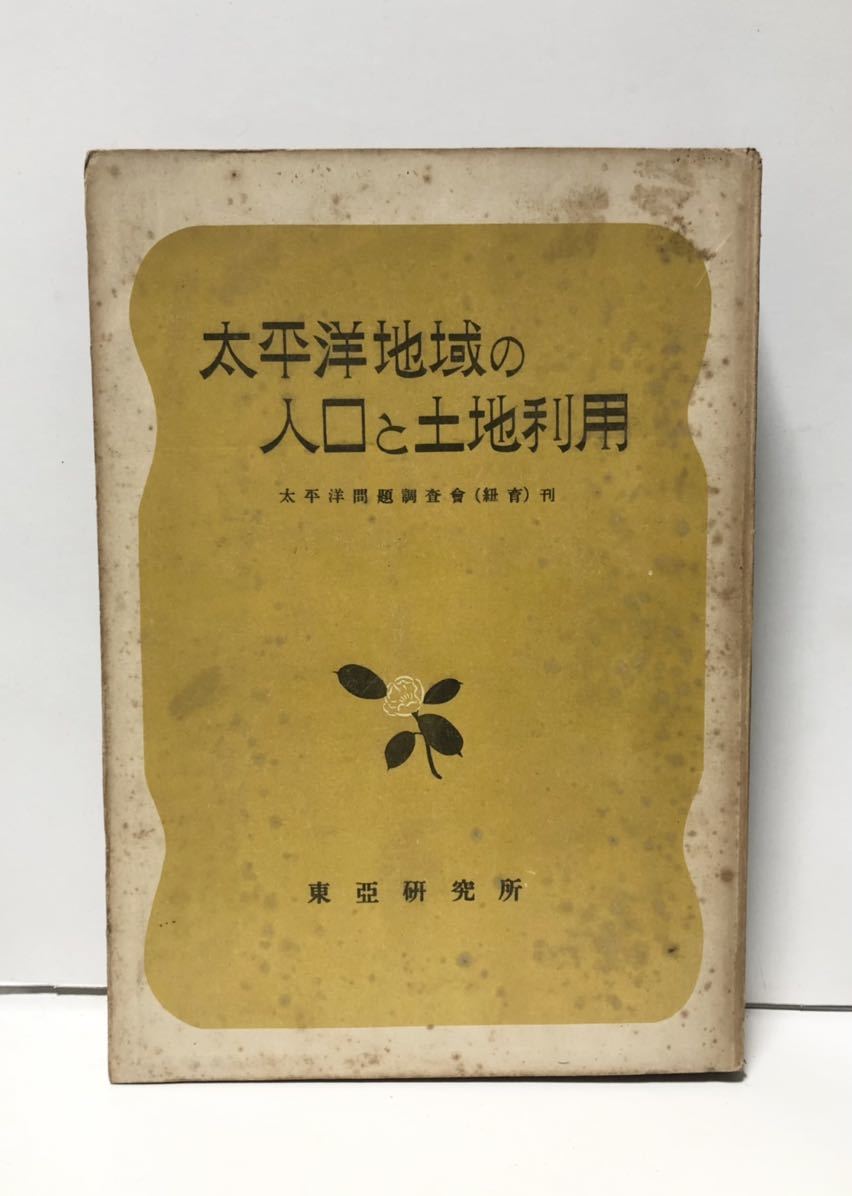 太平洋地域の
人口と土地利用
太平洋問題調査會(紐育)刊
東亞硏究所